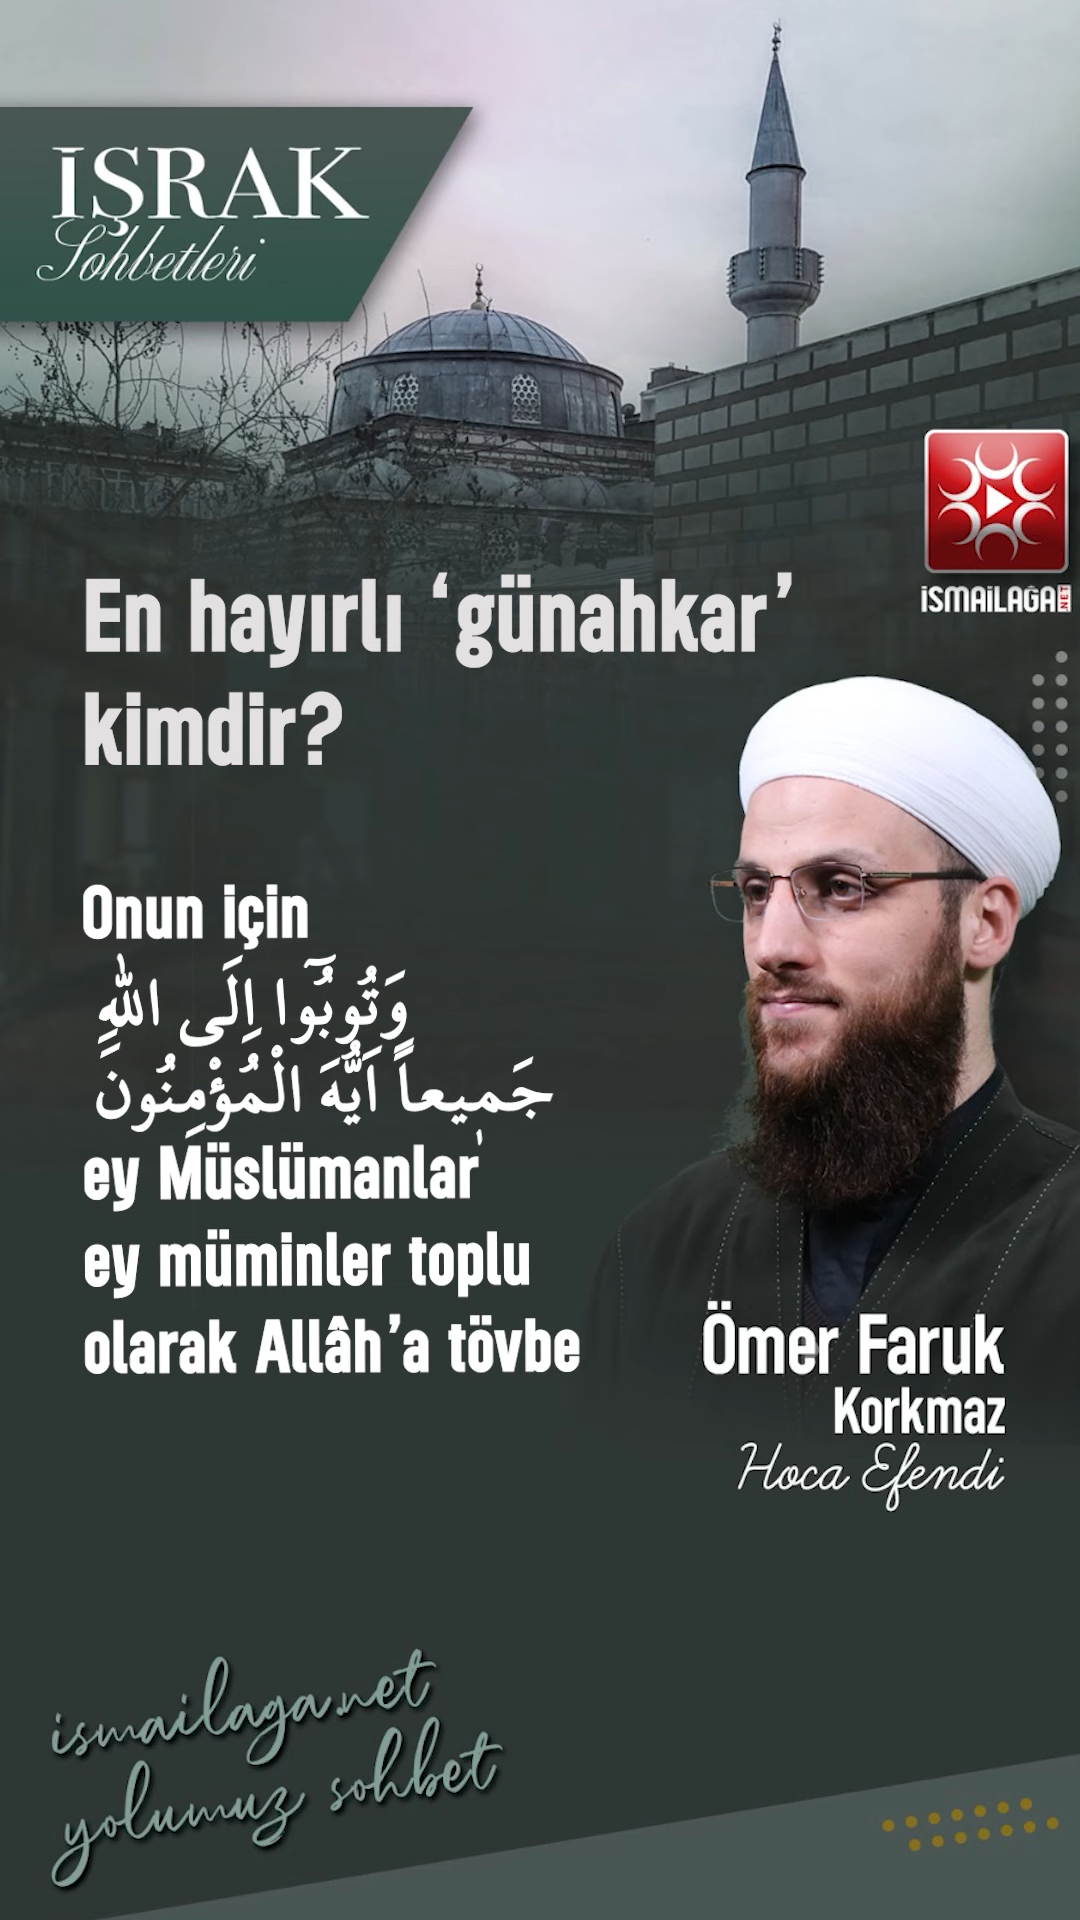 İŞRAK
Sohbetleri
İSMAİLAĞA.NET
En hayırlı ‘günahkar’
kimdir?
Onun için
وَتُوبُٓوا اِلَى اللّٰهِ
جَم۪يعاً اَيُّهَ الْمُؤْمِنُونَ
ey Müslümanlar
ey müminler toplu
olarak Allâh’a tövbe
Ömer Faruk
Korkmaz
Hoca Efendi
ismailaga.net
yolumuz sohbet